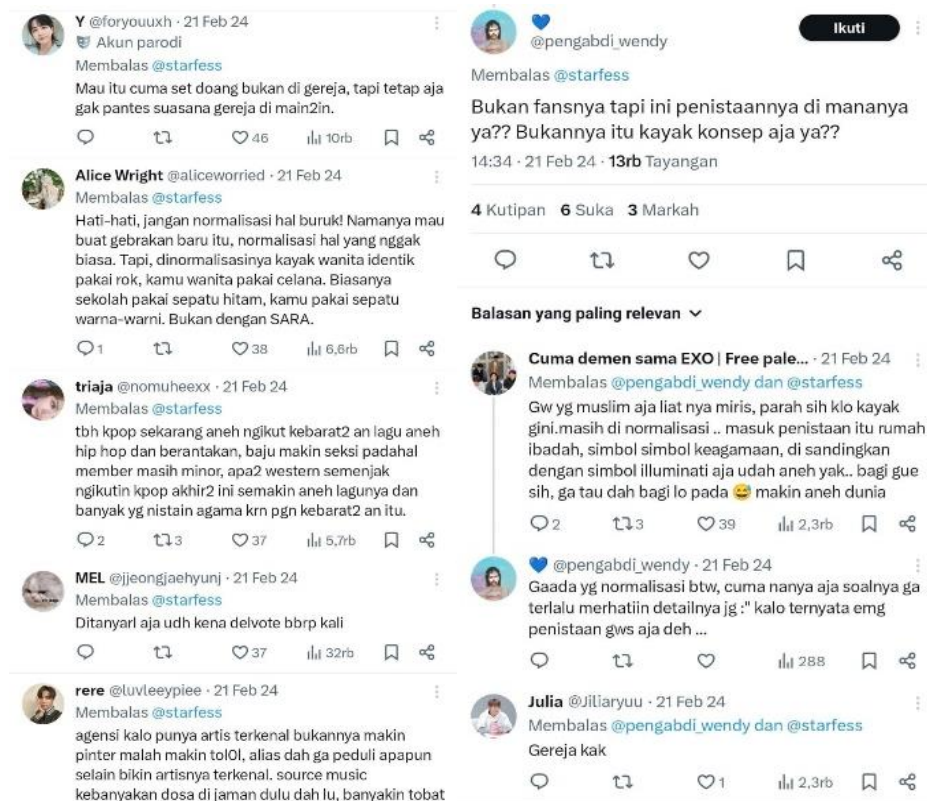 Y @foryouuxh · 21 Feb 24
Akun parodi
Membalas @starfess
Mau itu cuma set doang bukan di gereja, tapi tetap aja
gak pantes suasana gereja di main2in.
46 10rb
Alice Wright @aliceworried · 21 Feb 24
Membalas @starfess
Hati-hati, jangan normalisasi hal buruk! Namanya mau
buat gebrakan baru itu, normalisasi hal yang nggak
biasa. Tapi, dinormalisasinya kayak wanita identik
pakai rok, kamu wanita pakai celana. Biasanya
sekolah pakai sepatu hitam, kamu pakai sepatu
warna-warni. Bukan dengan SARA.
1 38 6,6rb
triaja @nomuheexx · 21 Feb 24
Membalas @starfess
tbh kpop sekarang aneh ngikut kebarat2 an lagu aneh
hip hop dan berantakan, baju makin seksi padahal
member masih minor, apa2 western semenjak
ngikutin kpop akhir2 ini semakin aneh lagunya dan
banyak yg nistain agama krn pgn kebarat2 an itu.
2 3 37 5,7rb
MEL @jjeongjaehyunj · 21 Feb 24
Membalas @starfess
Ditanyarl aja udh kena delvote bbrp kali
37 32rb
rere @luvleeypiee · 21 Feb 24
Membalas @starfess
agensi kalo punya artis terkenal bukannya makin
pinter malah makin tol0l, alias dah ga peduli apapun
selain bikin artisnya terkenal. source music
kebanyakan dosa di jaman dulu dah lu, banyakin tobat
@pengabdi_wendy
Ikuti
Membalas @starfess
Bukan fansnya tapi ini penistaannya di mananya
ya?? Bukannya itu kayak konsep aja ya??
14:34 · 21 Feb 24 · 13rb Tayangan
4 Kutipan 6 Suka 3 Markah
Balasan yang paling relevan
Cuma demen sama EXO | Free pale... · 21 Feb 24
Membalas @pengabdi_wendy dan @starfess
Gw yg muslim aja liat nya miris, parah sih klo kayak
gini.masih di normalisasi .. masuk penistaan itu rumah
ibadah, simbol simbol keagamaan, di sandingkan
dengan simbol illuminati aja udah aneh yak.. bagi gue
sih, ga tau dah bagi lo pada 😅 makin aneh dunia
2 3 39 2,3rb
💙 @pengabdi_wendy · 21 Feb 24
Gaada yg normalisasi btw, cuma nanya aja soalnya ga
terlalu merhatiin detailnya jg :" kalo ternyata emg
penistaan gws aja deh ...
288
Julia @Jiliaryuu · 21 Feb 24
Membalas @pengabdi_wendy dan @starfess
Gereja kak
1 2,3rb